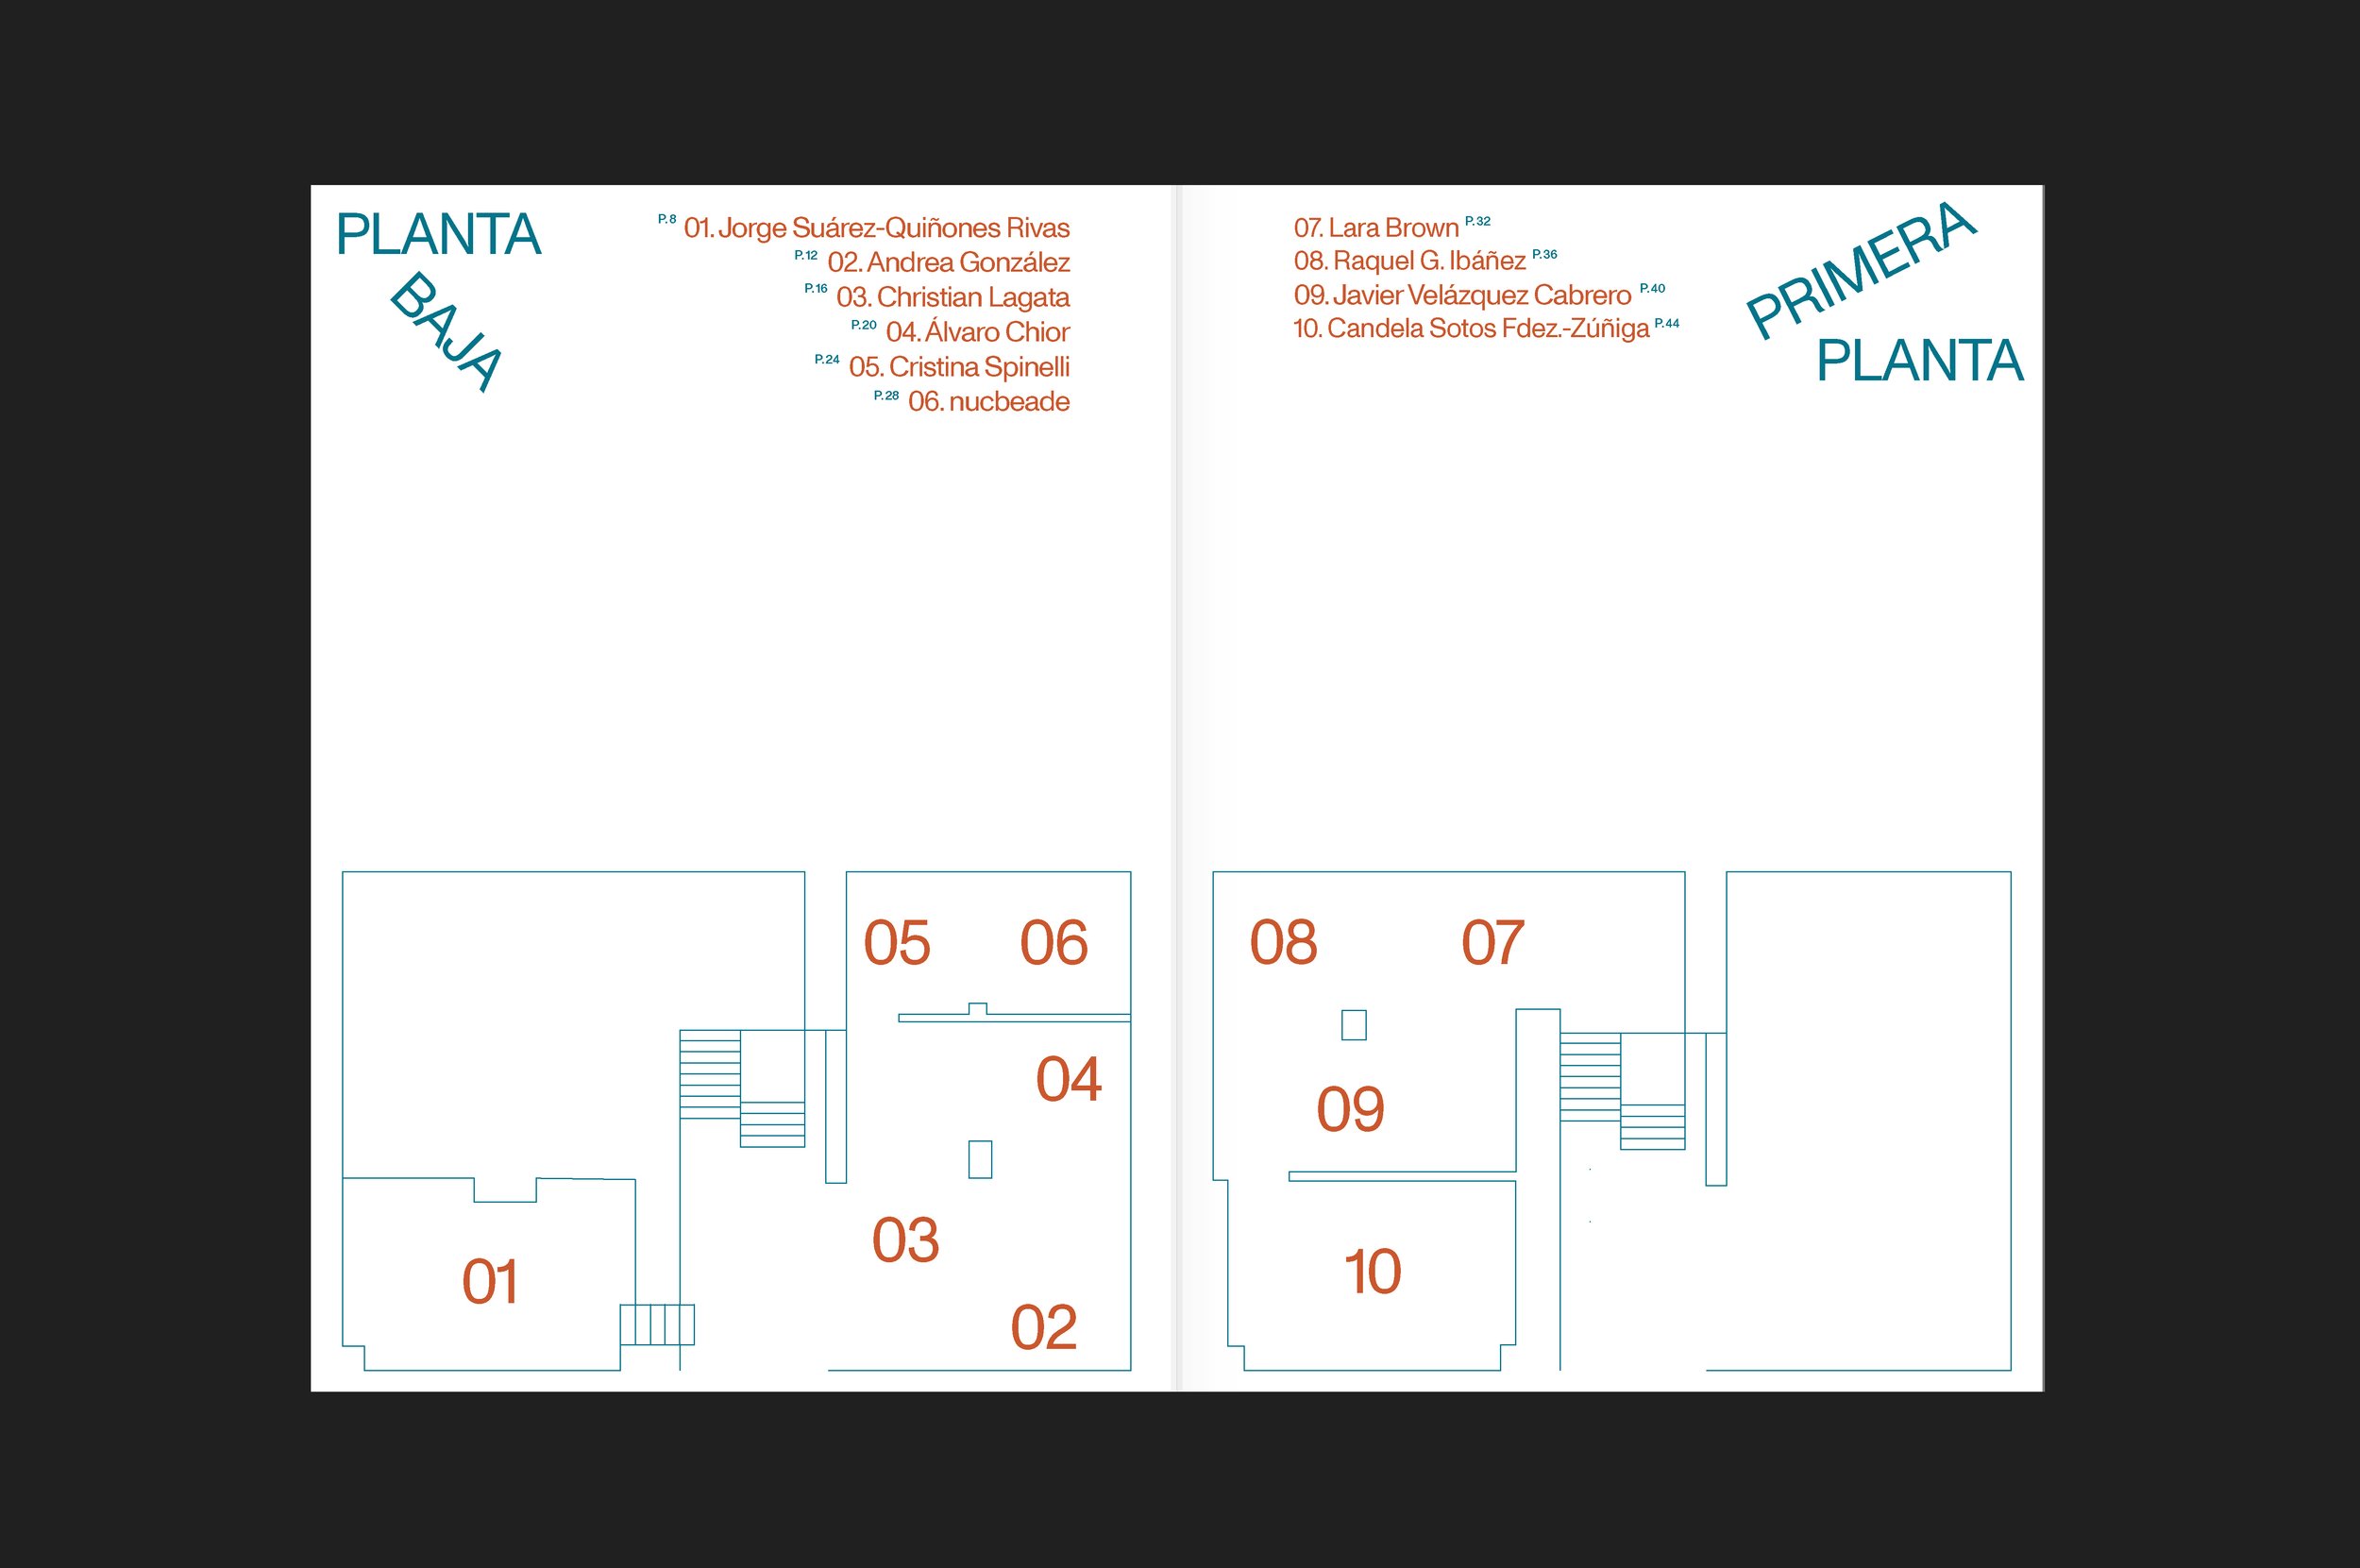 PLANTA
BAJA
P.8 01. Jorge Suárez-Quiñones Rivas
P.12 02. Andrea González
P.16 03. Christian Lagata
P.20 04. Álvaro Chior
P.24 05. Cristina Spinelli
P.28 06. nucbeade
05 06
04
03
01
02
07. Lara Brown P.32
08. Raquel G. Ibáñez P.36
09. Javier Velázquez Cabrero P.40
10. Candela Sotos Fdez.-Zúñiga P.44
PRIMERA
PLANTA
08 07
09
10